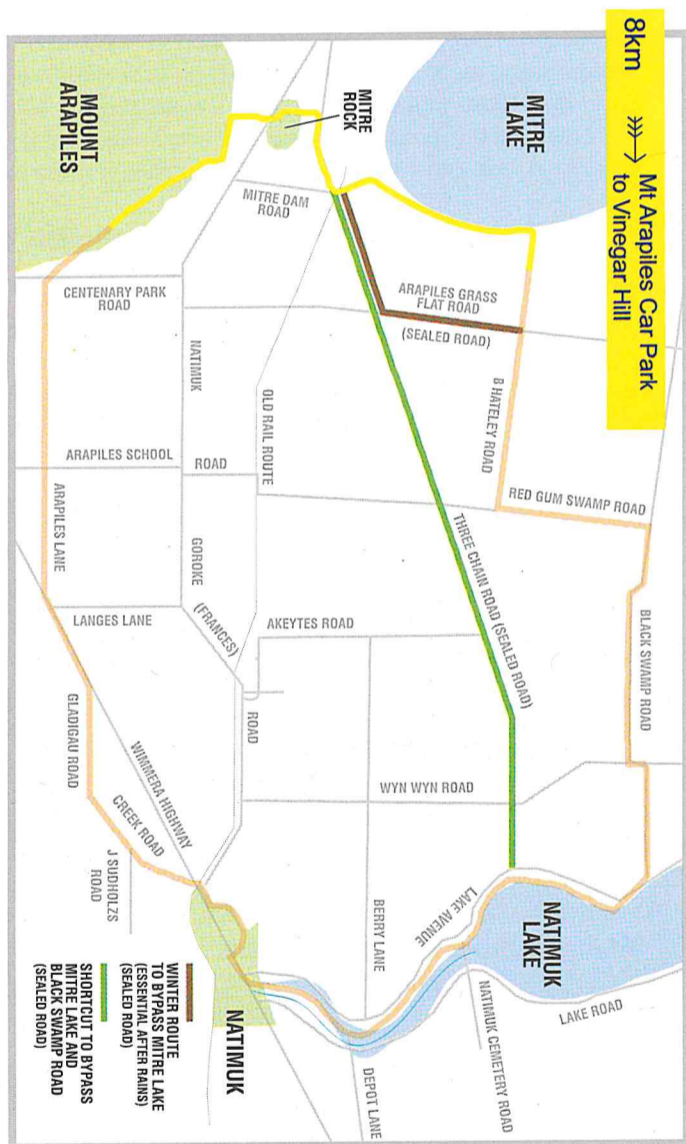 8km ⟫⟶ Mt Arapiles Car Park
to Vinegar Hill
MITRE
LAKE
MITRE
ROCK
MOUNT
ARAPILES
MITRE DAM
ROAD
ARAPILES GRASS
FLAT ROAD
(SEALED ROAD)
CENTENARY PARK
ROAD
NATIMUK
OLD RAIL ROUTE
B HATELEY ROAD
RED GUM SWAMP ROAD
ARAPILES SCHOOL
ROAD
ARAPILES LANE
GOROKE
(FRANCES)
ROAD
THREE CHAIN ROAD (SEALED ROAD)
BLACK SWAMP ROAD
LANGES LANE
AKEYTES ROAD
GLADIGAU ROAD
WIMMERA HIGHWAY
WYN WYN ROAD
CREEK ROAD
J SUDHOLZS
ROAD
BERRY LANE
LAKE AVENUE
NATIMUK
LAKE
LAKE ROAD
NATIMUK CEMETERY ROAD
DEPOT LANE
NATIMUK
WINTER ROUTE
TO BYPASS MITRE LAKE
(ESSENTIAL AFTER RAINS)
(SEALED ROAD)
SHORTCUT TO BYPASS
MITRE LAKE AND
BLACK SWAMP ROAD
(SEALED ROAD)